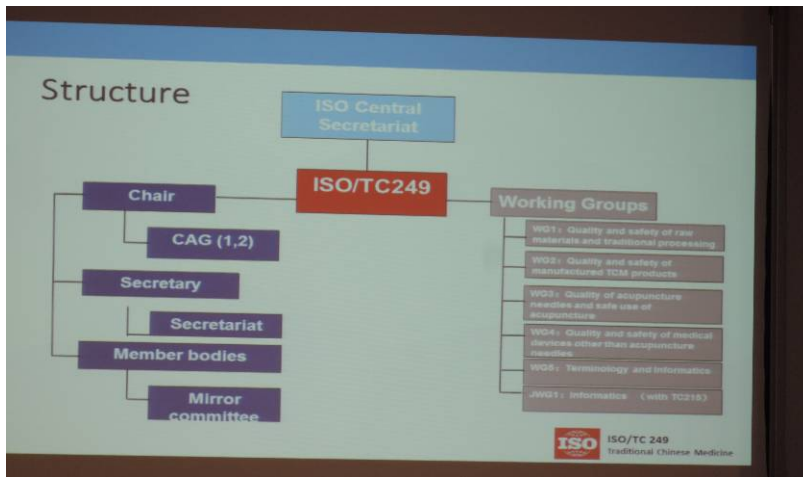 Structure
ISO Central
Secretariat
ISO/TC249
Chair
CAG (1,2)
Secretary
Secretariat
Member bodies
Mirror
committee
Working Groups
WG1: Quality and safety of raw
materials and traditional processing
WG2: Quality and safety of
manufactured TCM products
WG3: Quality of acupuncture
needles and safe use of
acupuncture
WG4: Quality and safety of medical
devices other than acupuncture
needles
WG5: Terminology and Informatics
JWG1: Informatics (with TC215)
ISO
ISO/TC 249
Traditional Chinese Medicine